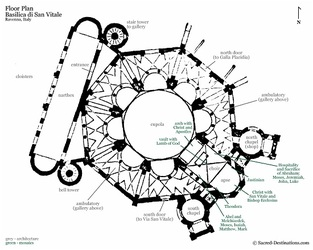 Floor Plan
Basilica di San Vitale
Ravenna, Italy
N
stair tower
to gallery
north door
(to Galla Placidia)
cloisters
entrance
narthex
ambulatory
(gallery above)
cupola
arch with
Christ and
Apostles
vault with
Lamb of God
north
chapel
apse
Hospitality
and Sacrifice
of Abraham;
Moses, Jeremiah,
John, Luke
Justinian
Christ with
San Vitale and
Bishop Ecclesius
Theodora
Abel and
Melchizedek,
Moses, Isaiah,
Matthew, Mark
south
chapel
bell tower
ambulatory
(gallery above)
south door
(to Via San Vitale)
grey = architecture
green = mosaics
© Sacred-Destinations.com